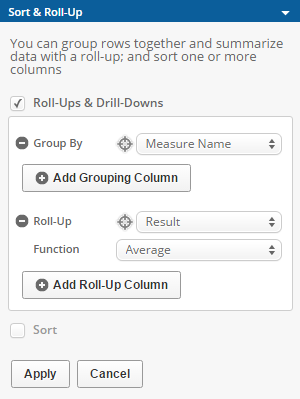 Sort & Roll-Up
You can group rows together and summarize
data with a roll-up; and sort one or more
columns
Roll-Ups & Drill-Downs
Group By Measure Name
Add Grouping Column
Roll-Up Result
Function Average
Add Roll-Up Column
Sort
Apply Cancel